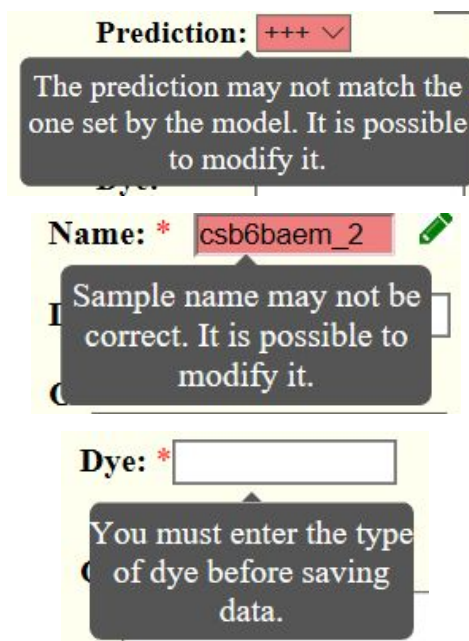 Prediction: +++
The prediction may not match the
one set by the model. It is possible
to modify it.
Name: * csb6baem_2
Sample name may not be
correct. It is possible to
modify it.
Dye: *
You must enter the type
of dye before saving
data.